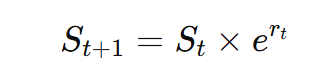 S_{t+1} = S_t × e^{r_t}